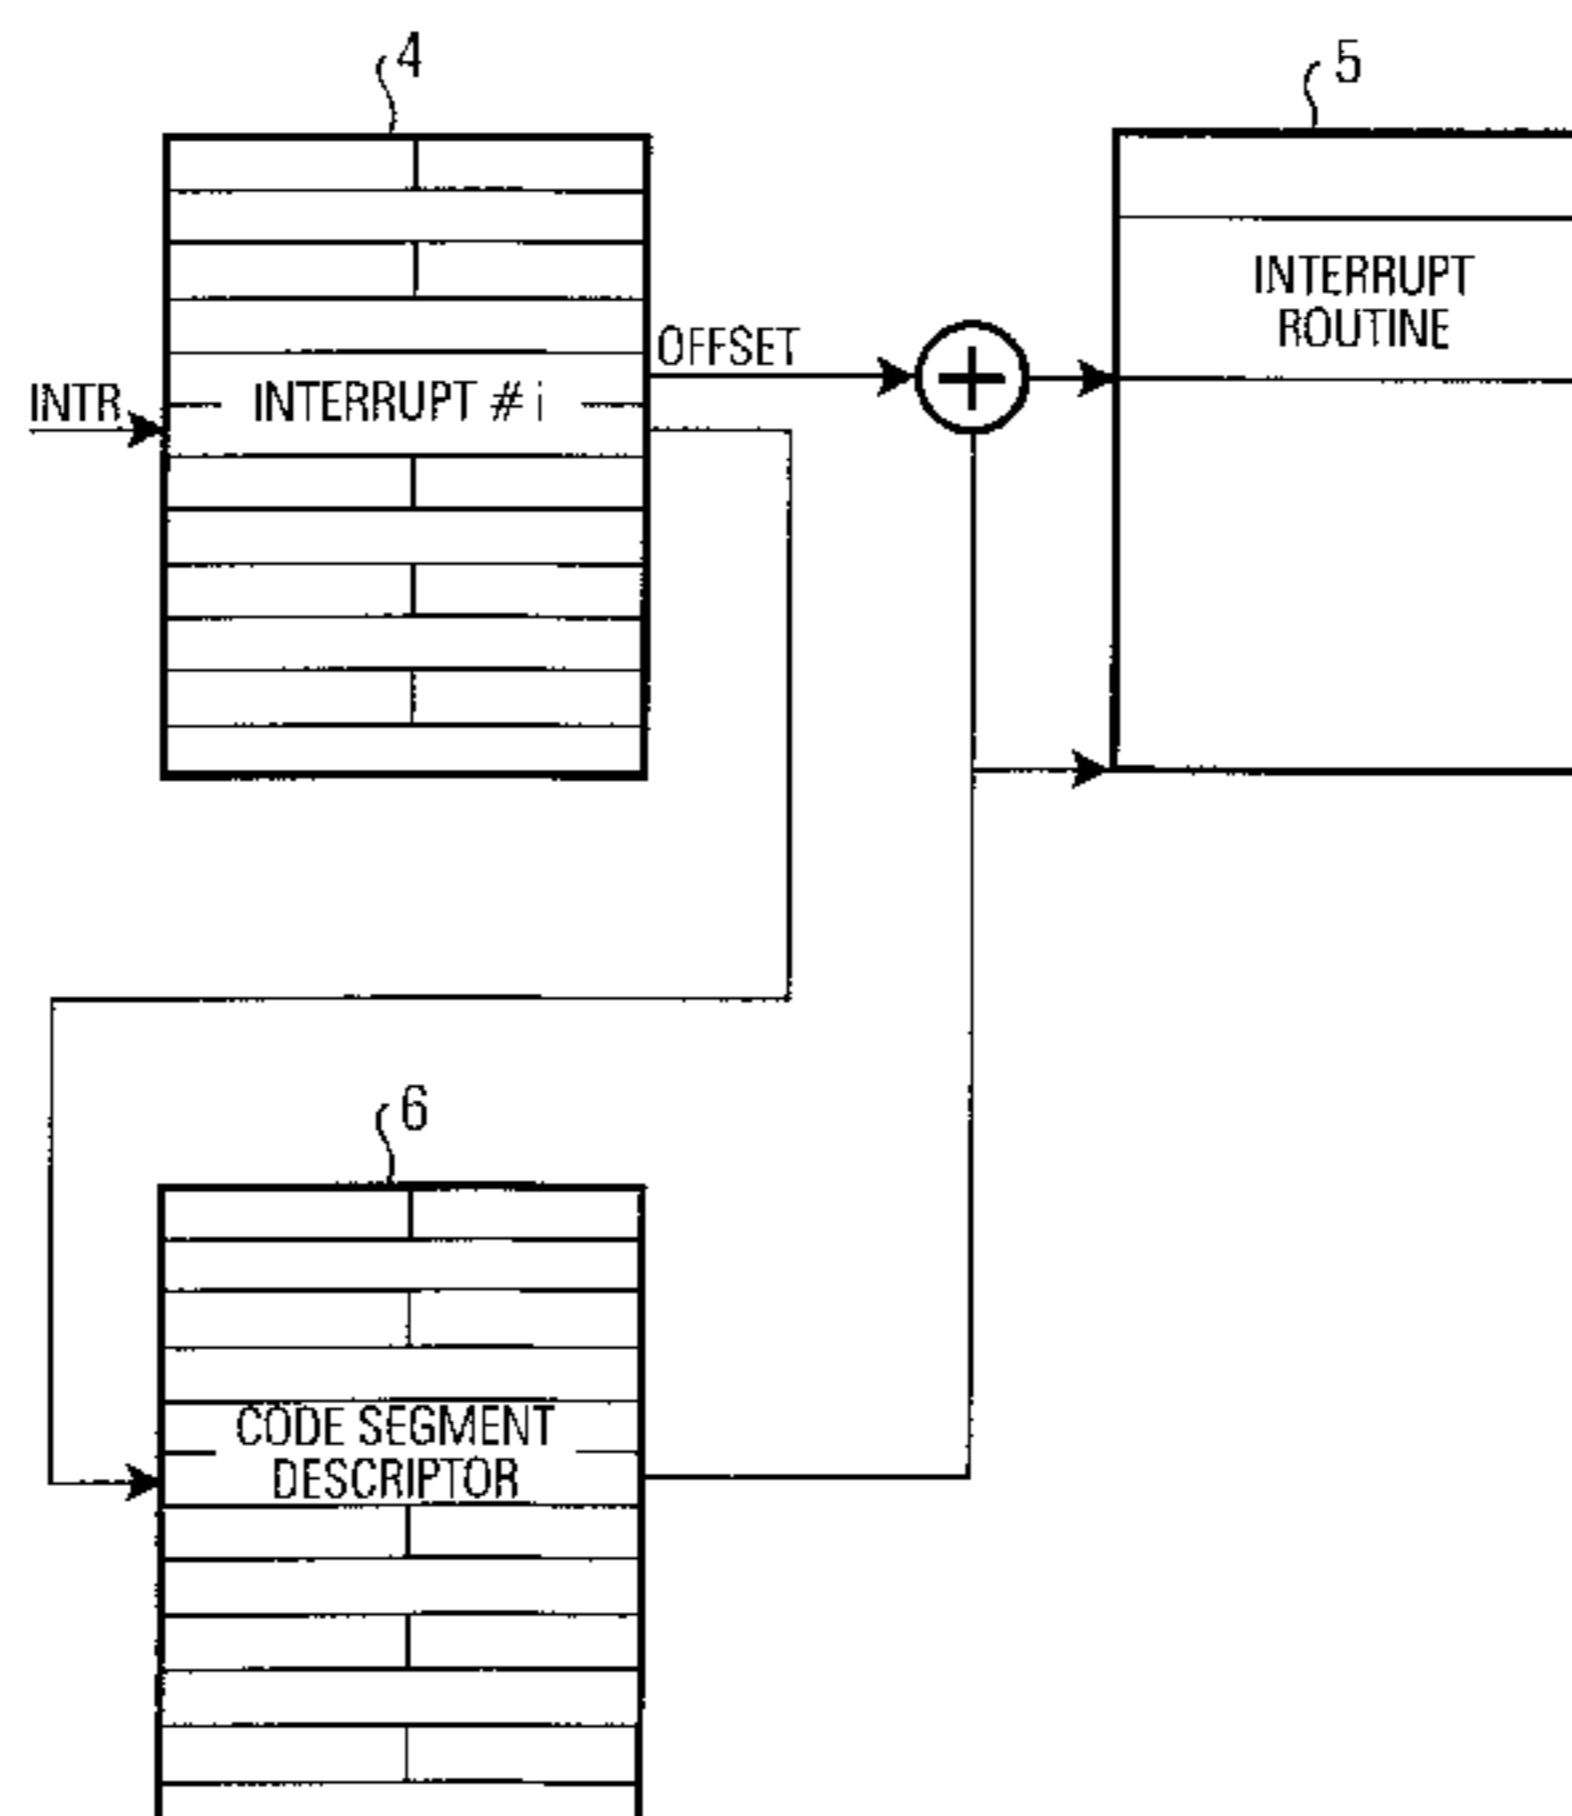 4
5
INTERRUPT
ROUTINE
OFFSET
INTR
INTERRUPT # i
6
CODE SEGMENT
DESCRIPTOR